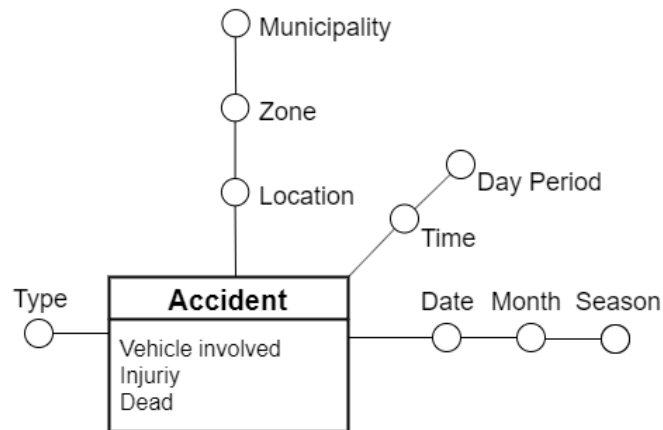 Municipality
Zone
Location
Day Period
Time
Type
Accident
Date Month Season
Vehicle involved
Injuriy
Dead